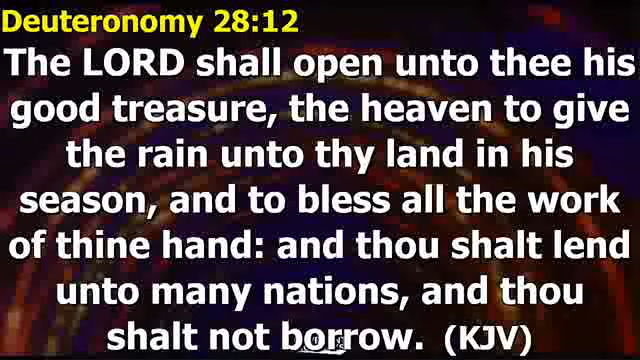 Deuteronomy 28:12
The LORD shall open unto thee his
good treasure, the heaven to give
the rain unto thy land in his
season, and to bless all the work
of thine hand: and thou shalt lend
unto many nations, and thou
shalt not borrow. (KJV)